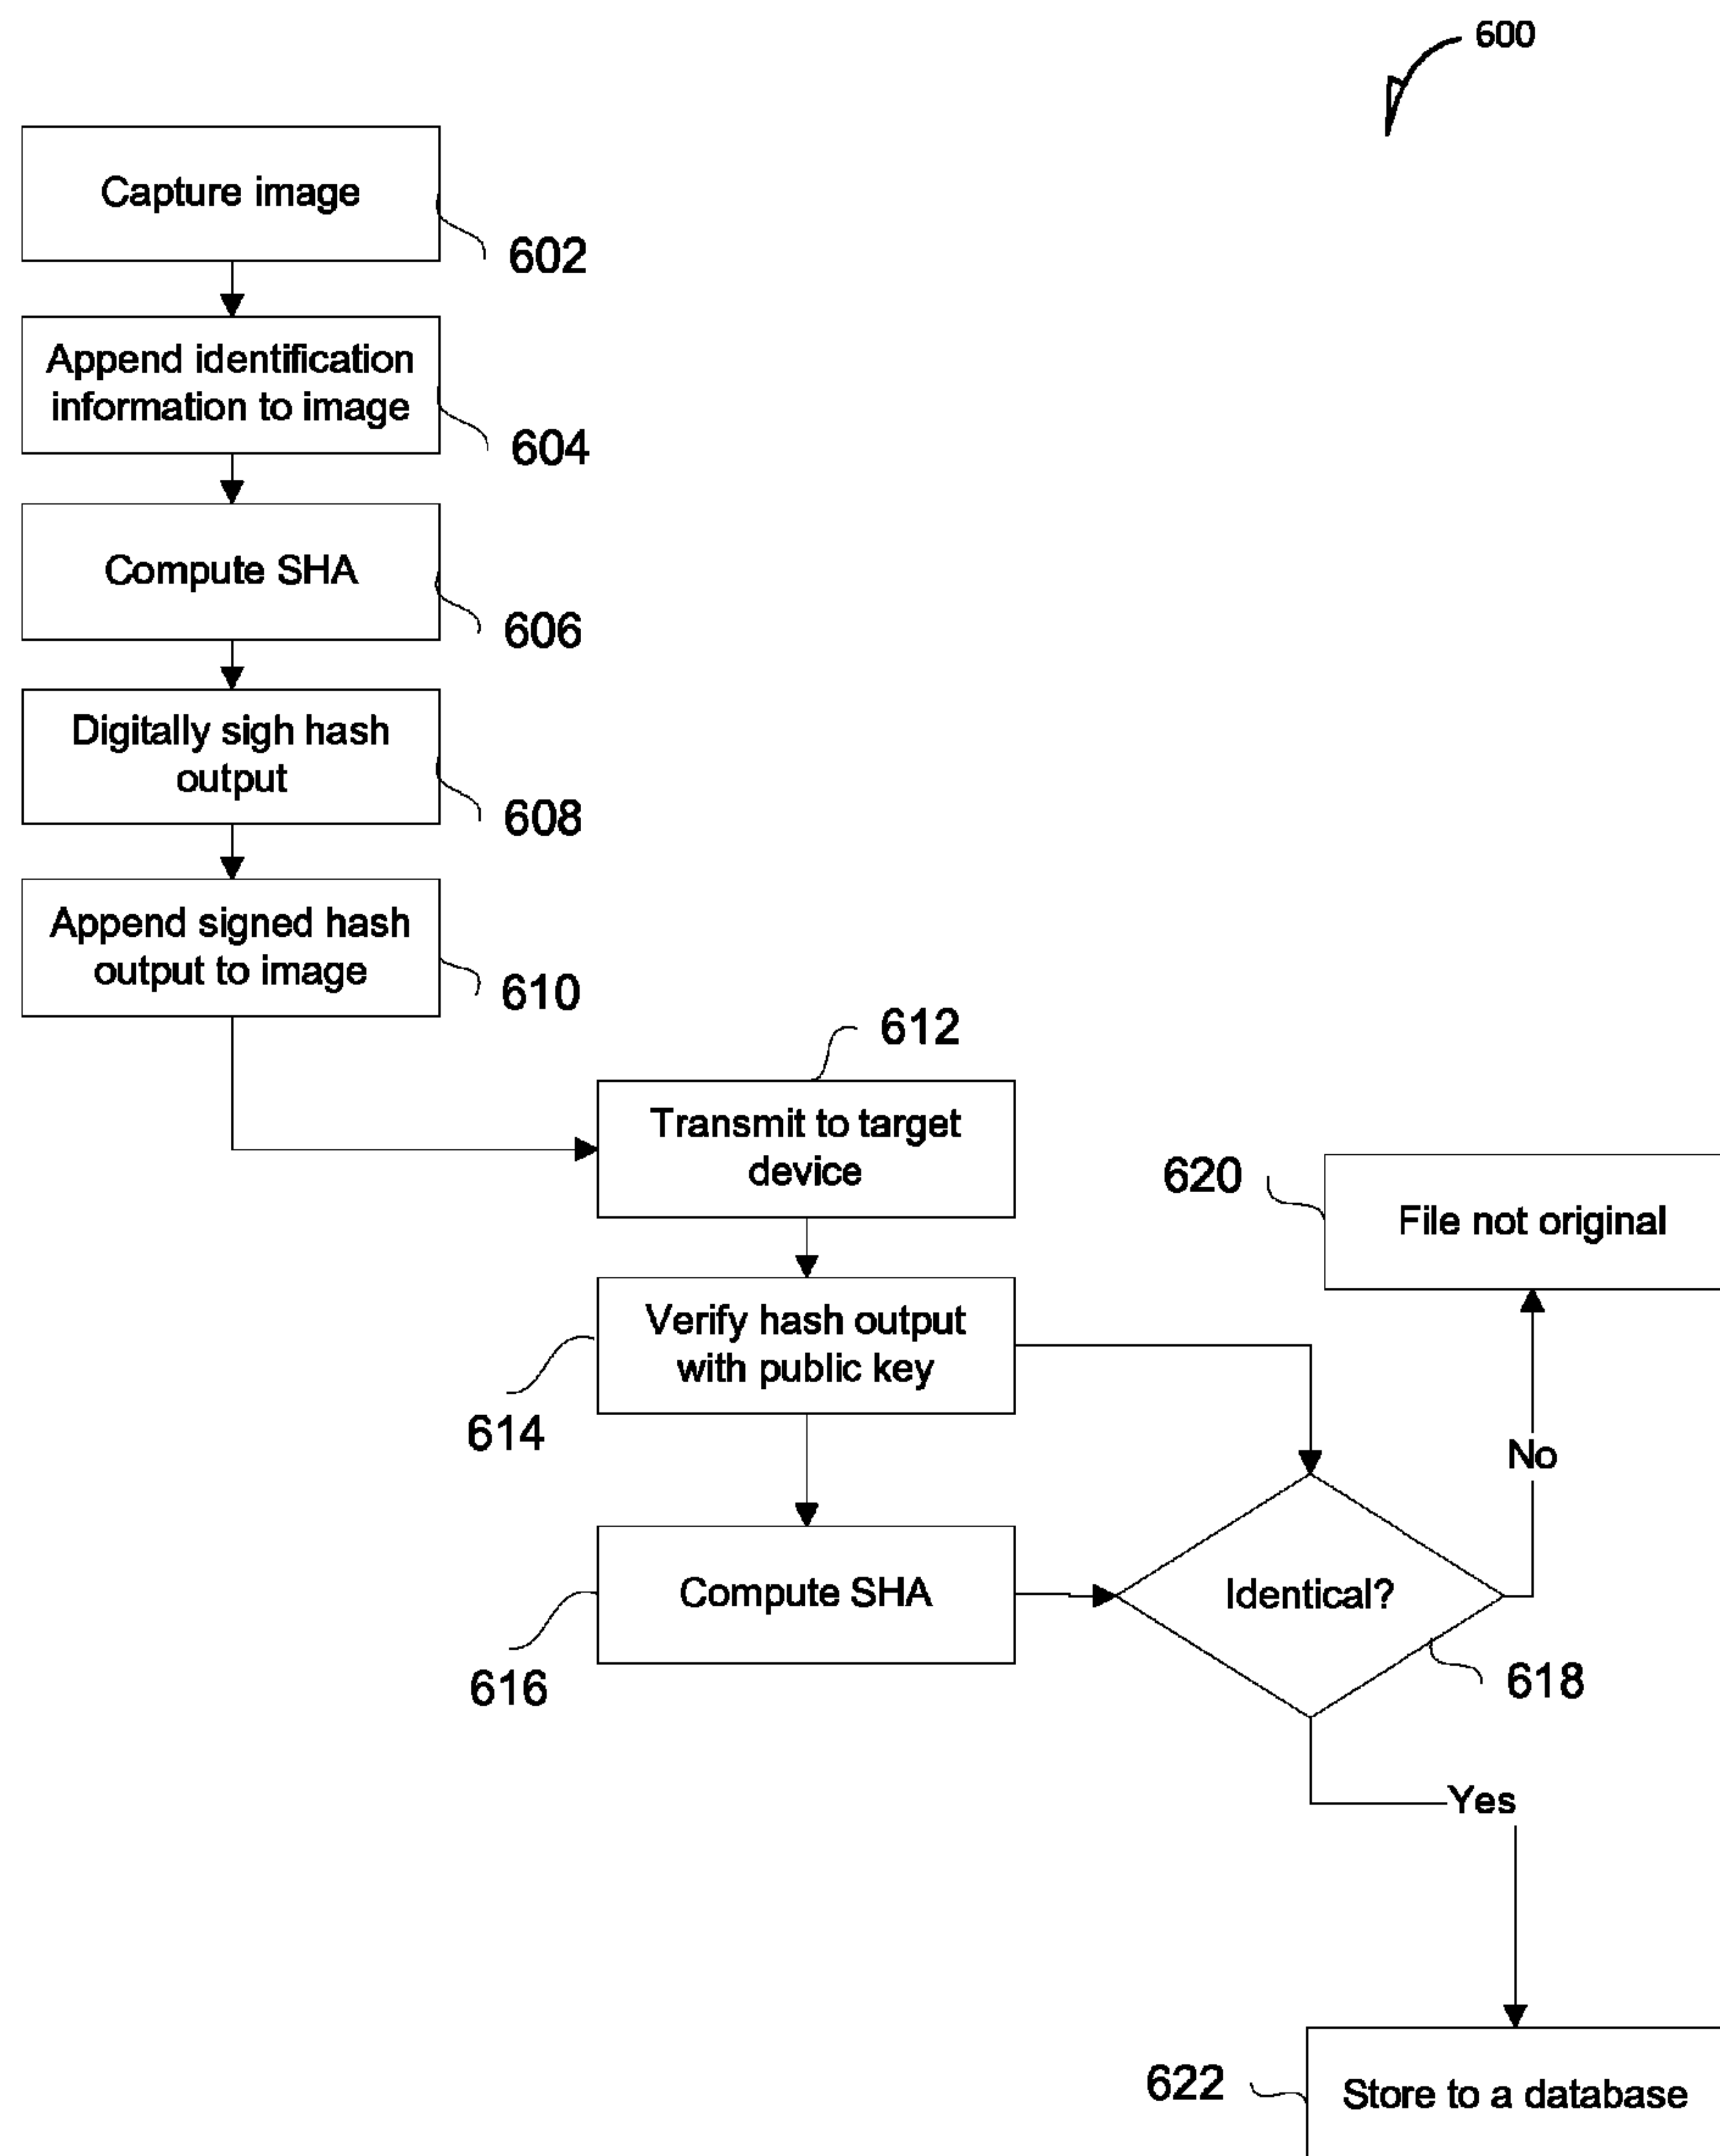 600
Capture image
602
Append identification
information to image
604
Compute SHA
606
Digitally sigh hash
output
608
Append signed hash
output to image
610
612
Transmit to target
device
620
File not original
Verify hash output
with public key
614
No
Compute SHA
616
Identical?
618
Yes
622
Store to a database